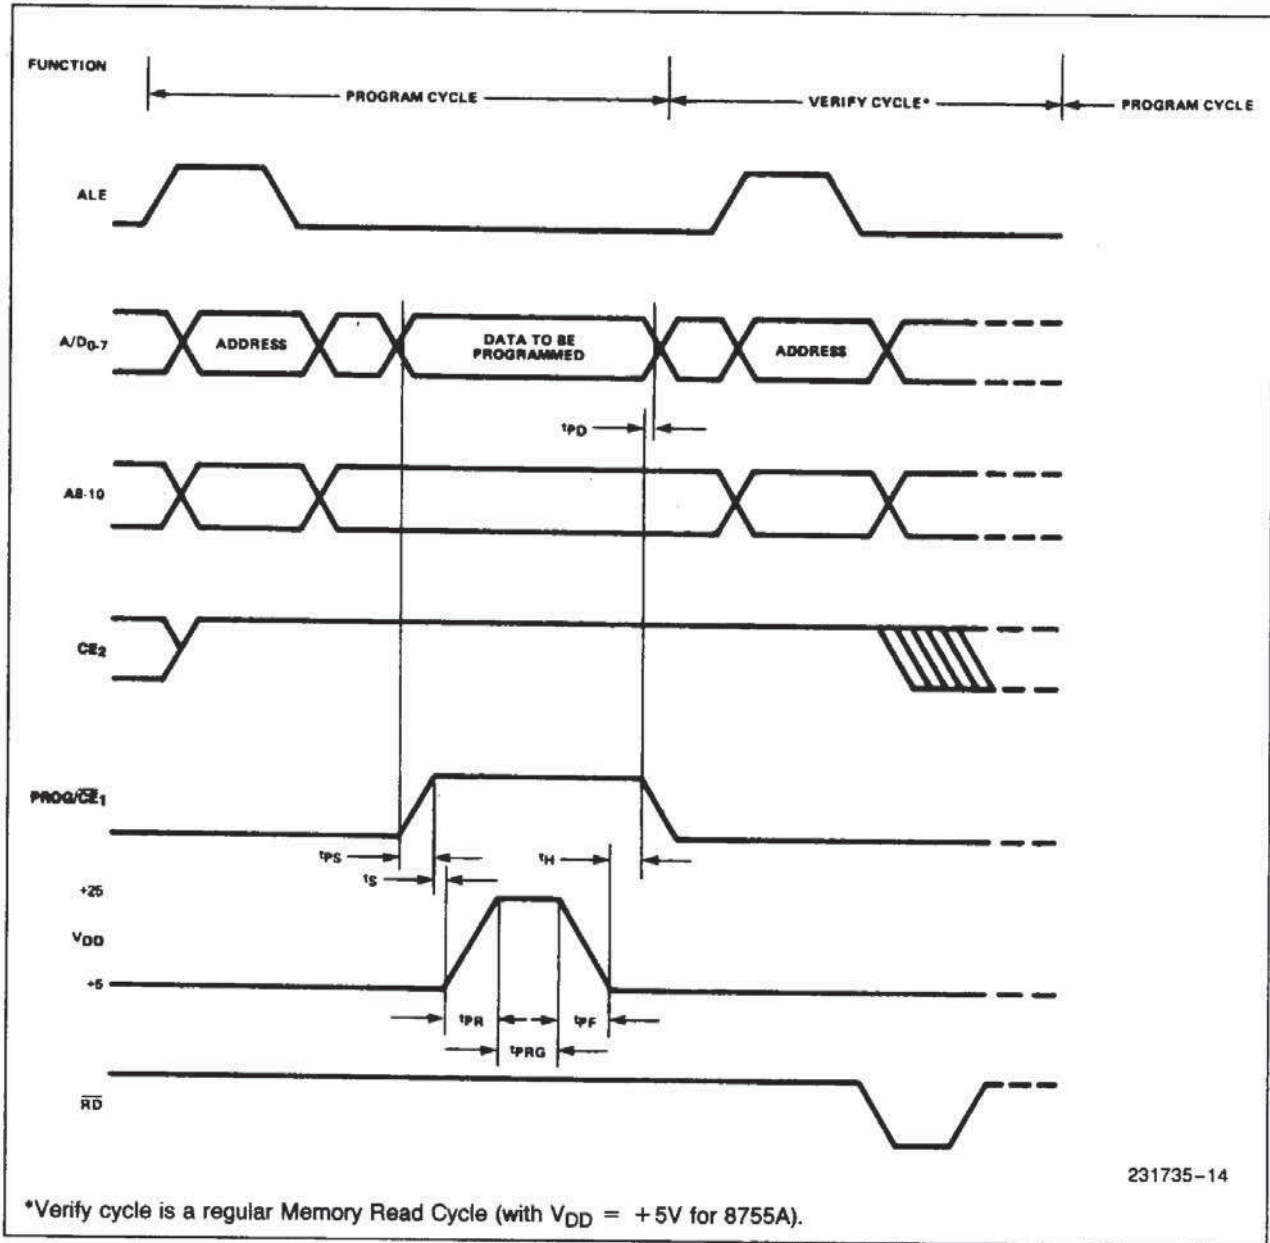 FUNCTION
PROGRAM CYCLE
VERIFY CYCLE*
PROGRAM CYCLE
ALE
A/D0-7
ADDRESS
DATA TO BE
PROGRAMMED
ADDRESS
tPD
A8-10
CE2
PROG/C̅E̅1
tPS
tH
tS
+25
VDD
+5
tPR
tPF
tPRG
R̅D̅
231735-14
*Verify cycle is a regular Memory Read Cycle (with VDD = +5V for 8755A).